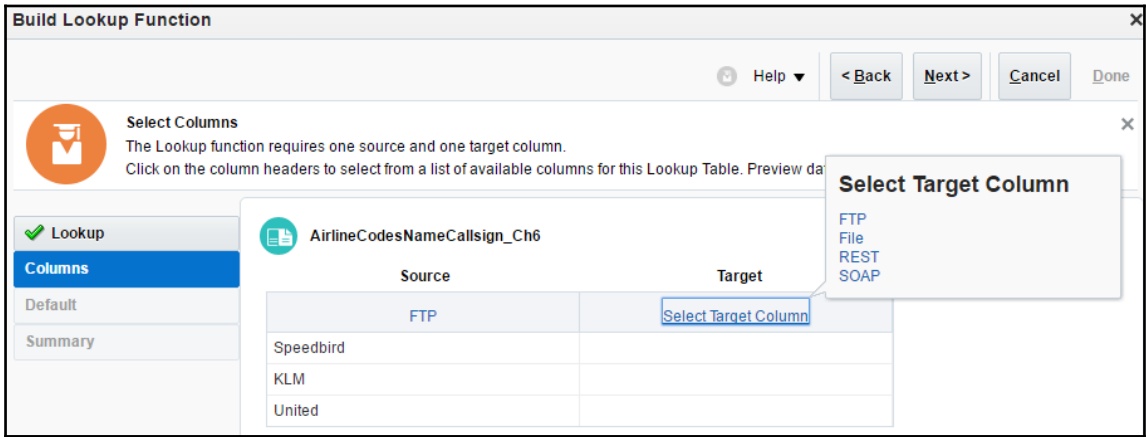 Build Lookup Function
Help
< Back
Next >
Cancel
Done
Select Columns
The Lookup function requires one source and one target column.
Click on the column headers to select from a list of available columns for this Lookup Table. Preview da
Select Target Column
FTP
File
REST
SOAP
Lookup
Columns
Default
Summary
AirlineCodesNameCallsign_Ch6
Source Target
FTP Select Target Column
Speedbird
KLM
United